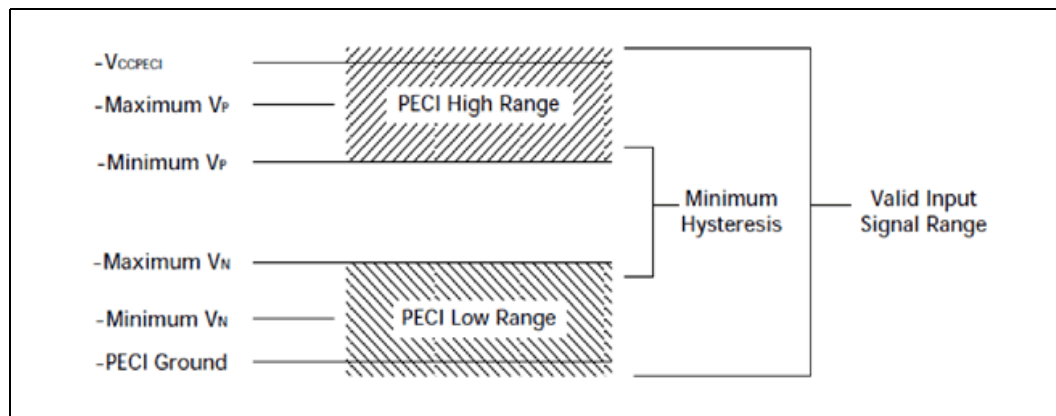 -VCCPECI
-Maximum VP
PECI High Range
-Minimum VP
Minimum
Hysteresis
Valid Input
Signal Range
-Maximum VN
-Minimum VN
PECI Low Range
-PECI Ground